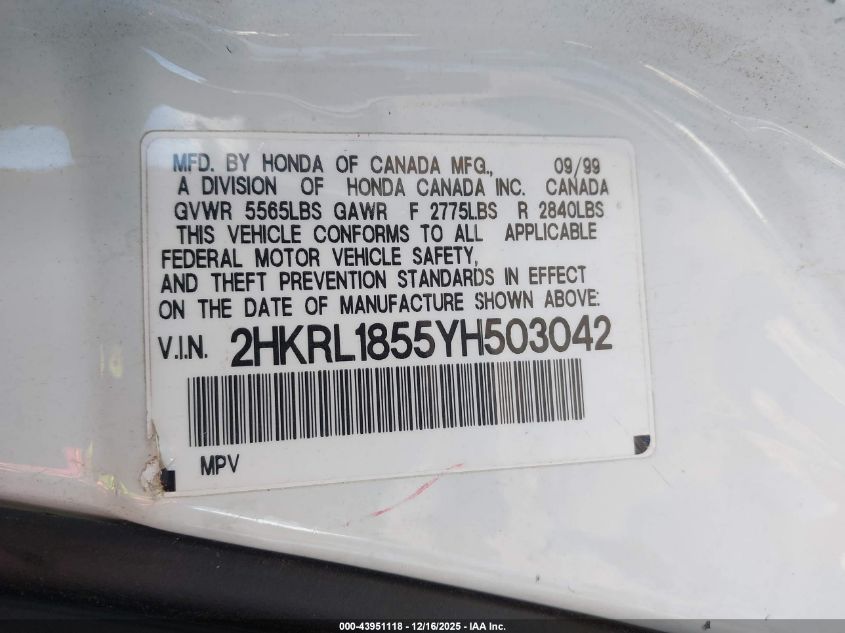 MFD. BY HONDA OF CANADA MFG., 09/99
A DIVISION OF HONDA CANADA INC. CANADA
GVWR 5565LBS GAWR F 2775LBS R 2840LBS
THIS VEHICLE CONFORMS TO ALL APPLICABLE
FEDERAL MOTOR VEHICLE SAFETY,
AND THEFT PREVENTION STANDARDS IN EFFECT
ON THE DATE OF MANUFACTURE SHOWN ABOVE:
V.I.N. 2HKRL1855YH503042
MPV
000-43951118 - 12/16/2025 - IAA Inc.